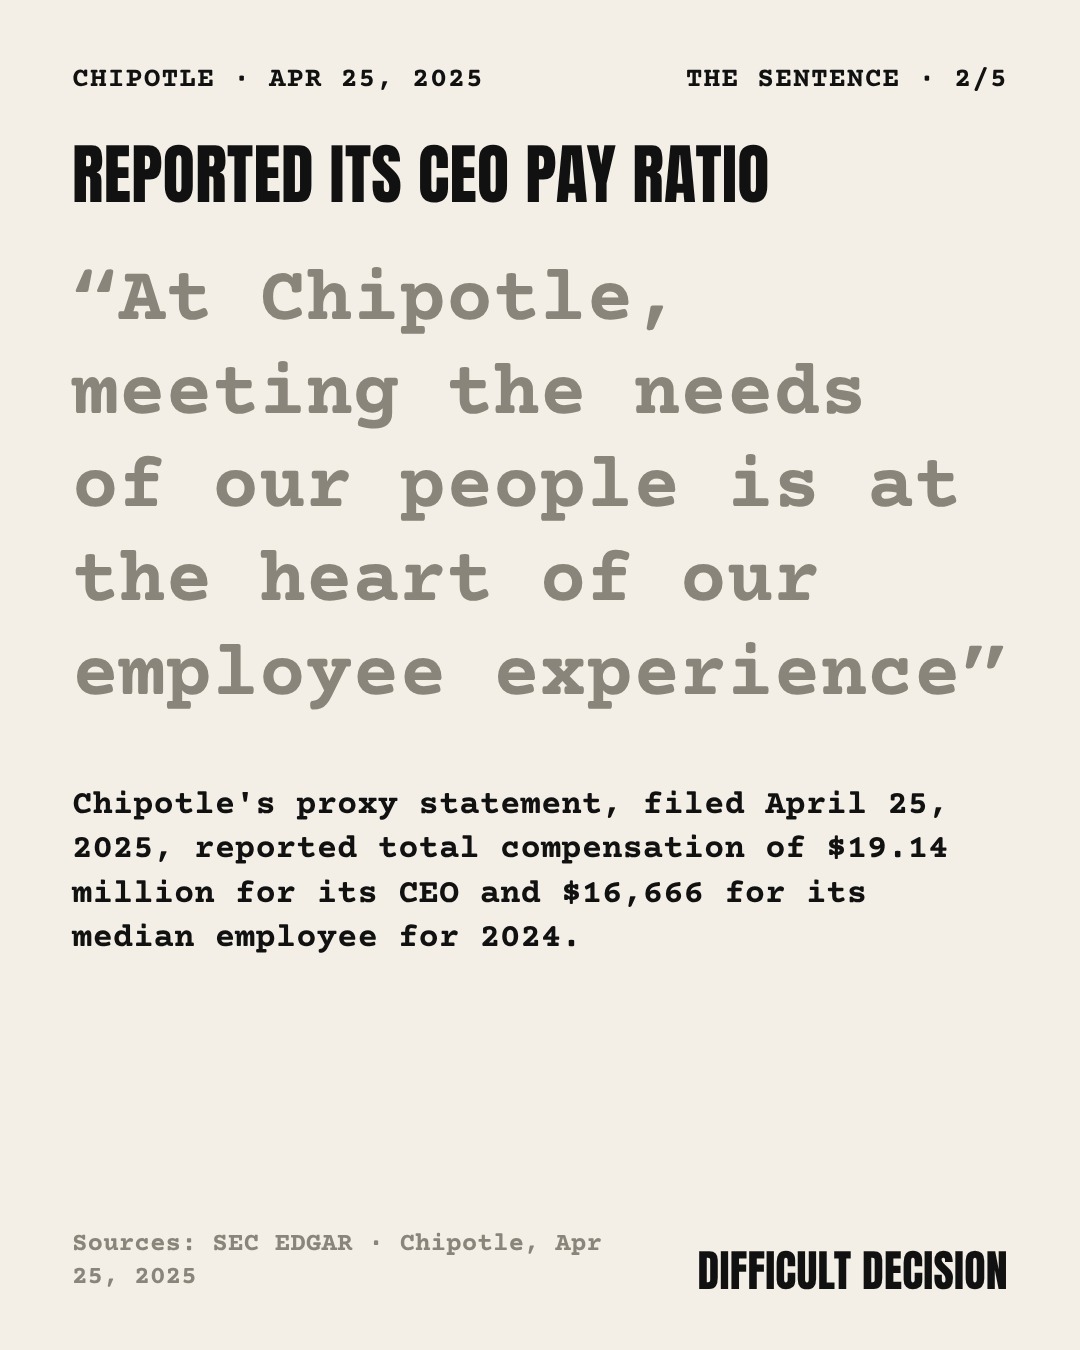 CHIPOTLE · APR 25, 2025
THE SENTENCE · 2/5
REPORTED ITS CEO PAY RATIO
“At Chipotle,
meeting the needs
of our people is at
the heart of our
employee experience”
Chipotle's proxy statement, filed April 25,
2025, reported total compensation of $19.14
million for its CEO and $16,666 for its
median employee for 2024.
Sources: SEC EDGAR · Chipotle, Apr
25, 2025
DIFFICULT DECISION